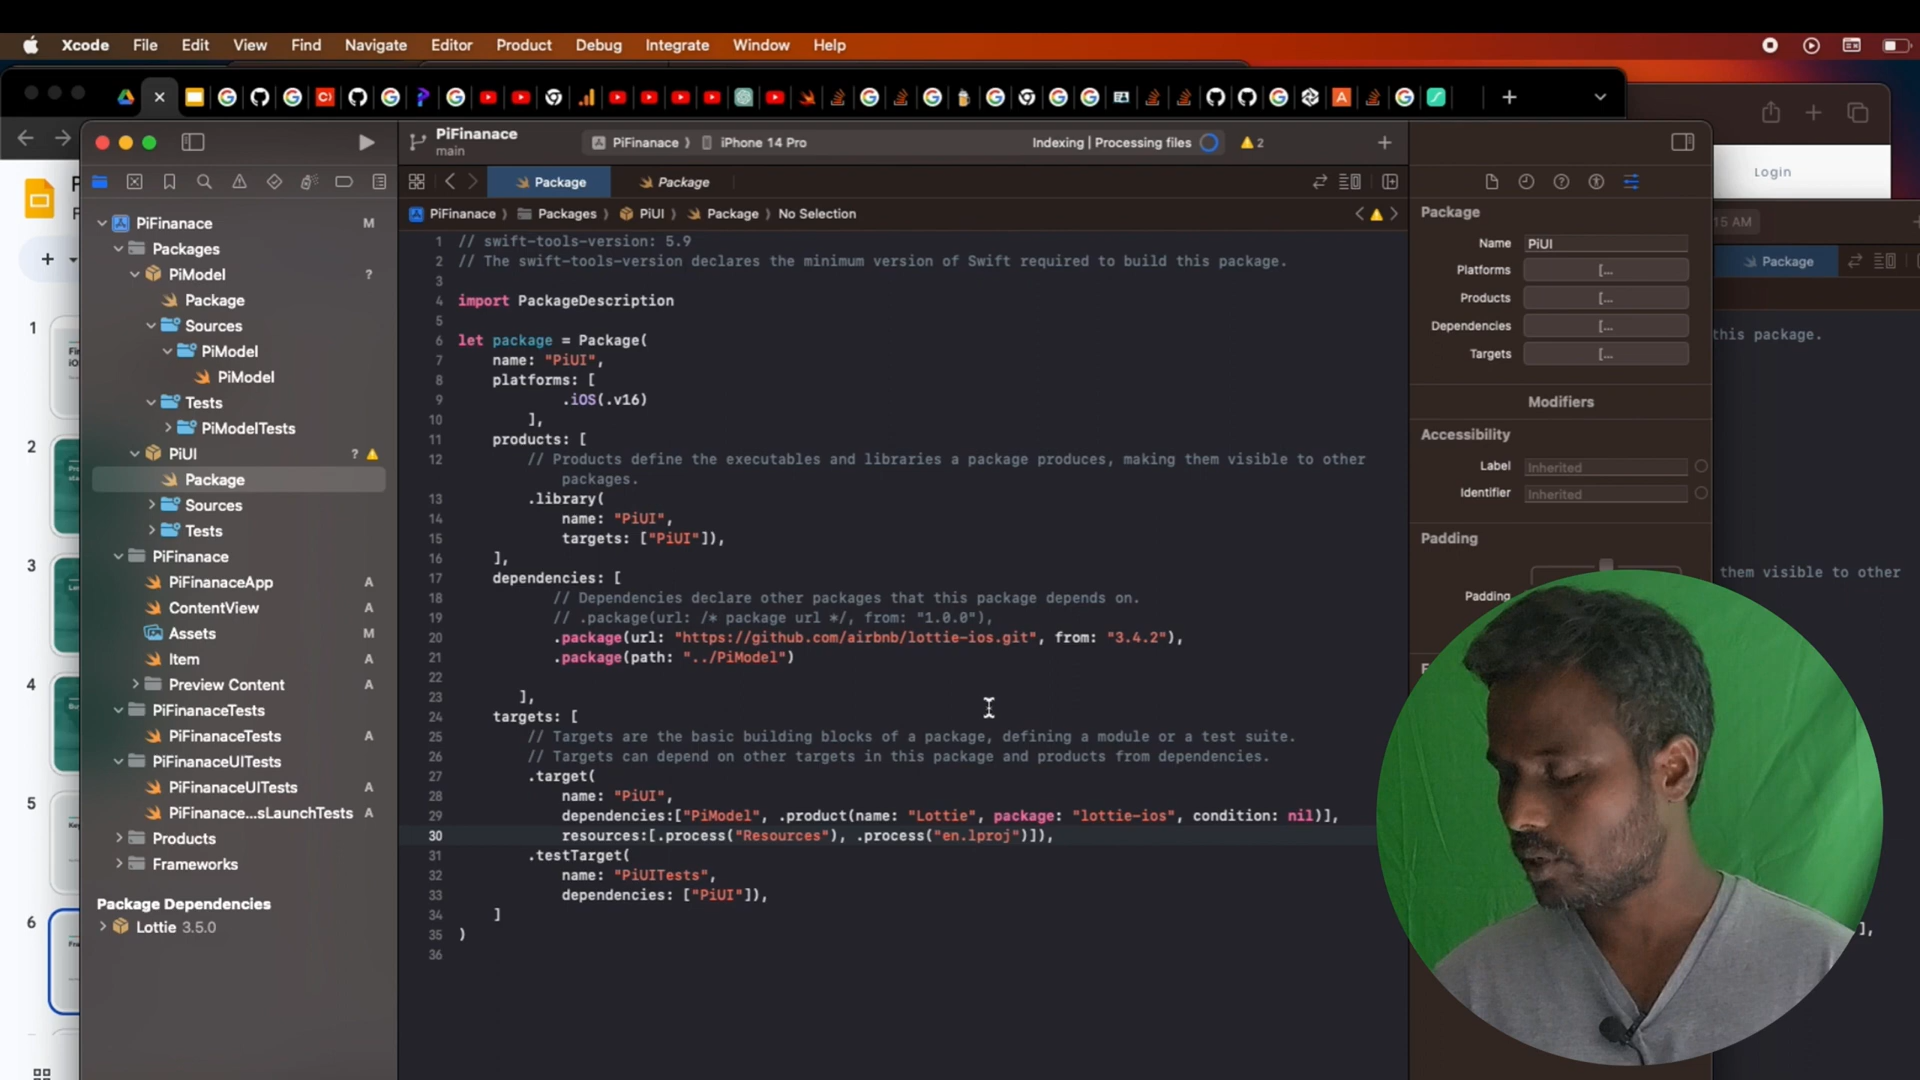 Xcode File Edit View Find Navigate Editor Product Debug Integrate Window Help
PiFinanace
main
PiFinanace
iPhone 14 Pro
Indexing | Processing files
2
Login
Package
Package
PiFinanace
Packages
PiUI
Package
No Selection
PiFinanace M
Packages
PiModel ?
Package
Sources
PiModel
PiModel
Tests
PiModelTests
PiUI ?
Package
Sources
Tests
PiFinanace
PiFinanaceApp A
ContentView A
Assets M
Item A
Preview Content A
PiFinanaceTests
PiFinanaceTests A
PiFinanaceUITests
PiFinanaceUITests A
PiFinanace...sLaunchTests A
Products
Frameworks
Package Dependencies
Lottie 3.5.0
1
2
3
4
5
6
1 // swift-tools-version: 5.9
2 // The swift-tools-version declares the minimum version of Swift required to build this package.
3
4 import PackageDescription
5
6 let package = Package(
7 name: "PiUI",
8 platforms: [
9 .iOS(.v16)
10 ],
11 products: [
12 // Products define the executables and libraries a package produces, making them visible to other
packages.
13 .library(
14 name: "PiUI",
15 targets: ["PiUI"]),
16 ],
17 dependencies: [
18 // Dependencies declare other packages that this package depends on.
19 // .package(url: /* package url */, from: "1.0.0"),
20 .package(url: "https://github.com/airbnb/lottie-ios.git", from: "3.4.2"),
21 .package(path: "../PiModel")
22
23 ],
24 targets: [
25 // Targets are the basic building blocks of a package, defining a module or a test suite.
26 // Targets can depend on other targets in this package and products from dependencies.
27 .target(
28 name: "PiUI",
29 dependencies:["PiModel", .product(name: "Lottie", package: "lottie-ios", condition: nil)],
30 resources:[.process("Resources"), .process("en.lproj")]),
31 .testTarget(
32 name: "PiUITests",
33 dependencies: ["PiUI"]),
34 ]
35 )
36
Package
Name PiUI
Platforms [...
Products [...
Dependencies [...
Targets [...
Modifiers
Accessibility
Label Inherited
Identifier Inherited
Padding
Padding
15 AM
Package
this package.
them visible to other
],